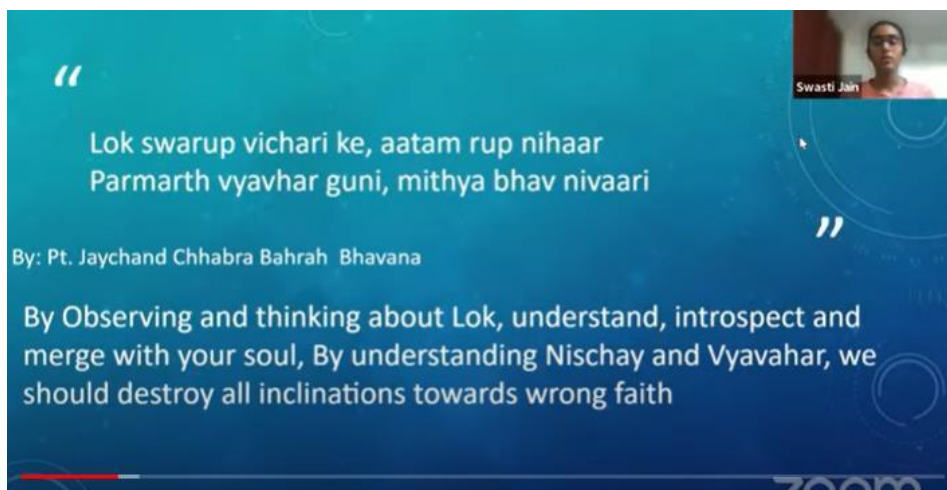 “
Swasti Jain
Lok swarup vichari ke, aatam rup nihaar
Parmarth vyavhar guni, mithya bhav nivaari
”
By: Pt. Jaychand Chhabra Bahrah Bhavana
By Observing and thinking about Lok, understand, introspect and
merge with your soul, By understanding Nischay and Vyavahar, we
should destroy all inclinations towards wrong faith
zoom